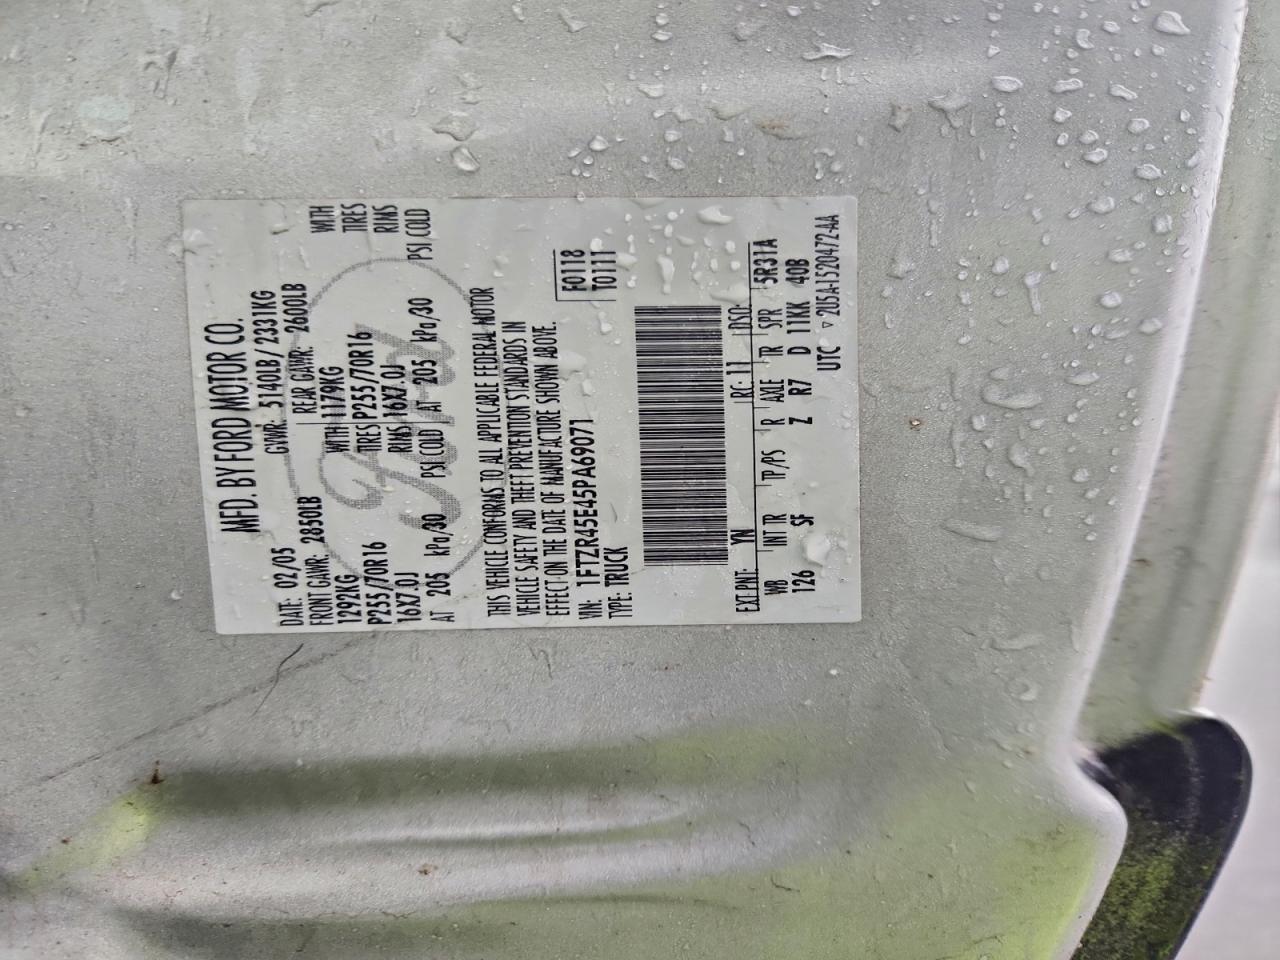 MFD. BY FORD MOTOR CO.
DATE: 02/05 GVWR: 5140LB/2331KG
FRONT GAWR: 2850LB REAR GAWR: 2600LB
1292KG WITH 1179KG WITH
P255/70R16 TIRES P255/70R16 TIRES
16X7.0J RIMS 16X7.0J RIMS
AT 205 kPa/30 PSI COLD AT 205 kPa/30 PSI COLD
Ford
THIS VEHICLE CONFORMS TO ALL APPLICABLE FEDERAL MOTOR
VEHICLE SAFETY AND THEFT PREVENTION STANDARDS IN
EFFECT ON THE DATE OF MANUFACTURE SHOWN ABOVE.
VIN: 1FTZR45E45PA69071 F0118
TYPE: TRUCK T0111
EXT PNT: YN RC: 11 DSO:
WB INT TR TP/PS R AXLE TR SPR 5R31A
126 SF Z R7 D 11KK 40B
UTC ▽ 2U5A-1520472-AA